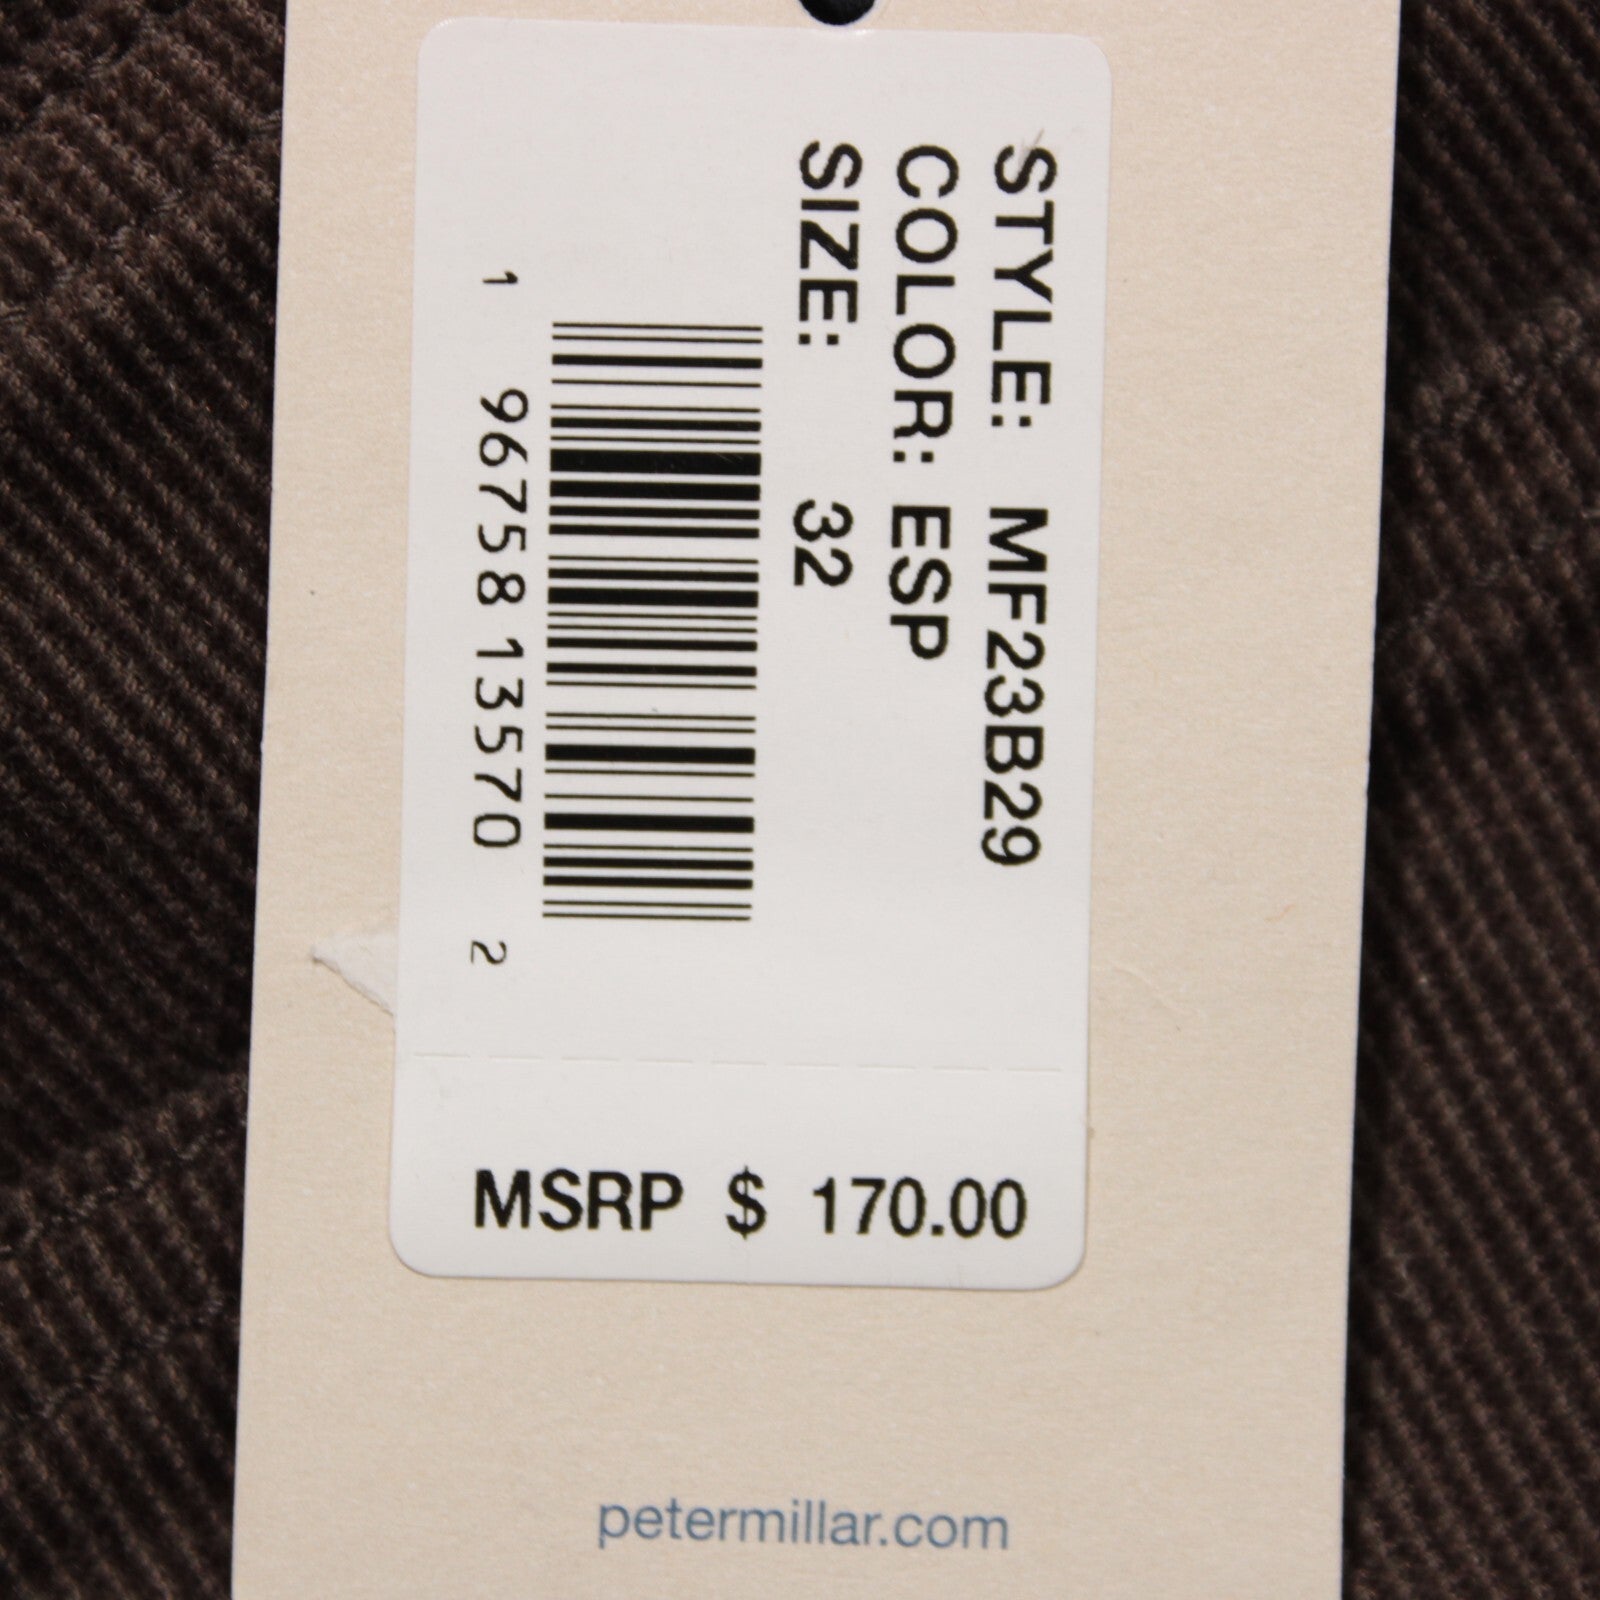 STYLE: MF23B29
COLOR: ESP
SIZE: 32
1 96758 13570 2
MSRP $ 170.00
petermillar.com